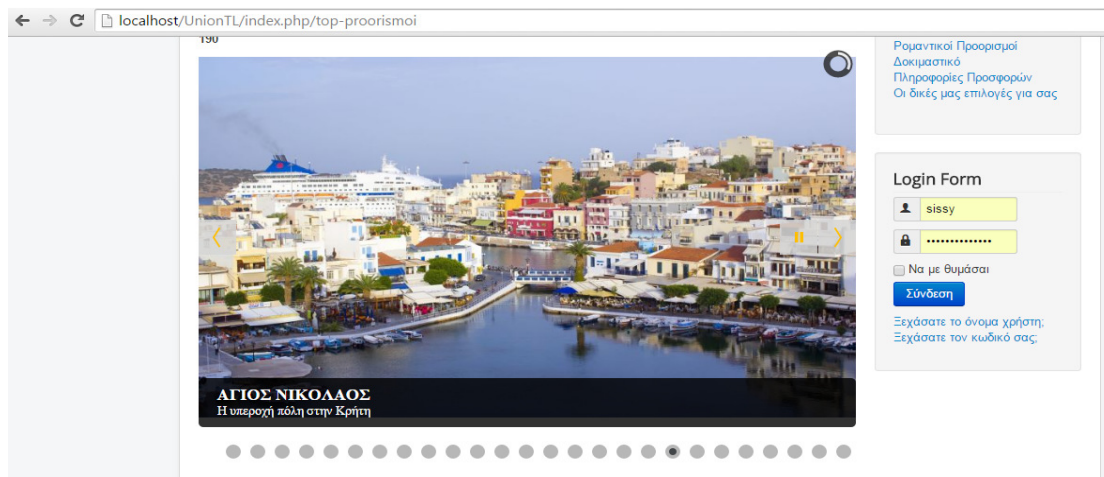 localhost/UnionTL/index.php/top-proorismoi
190
ΑΓΙΟΣ ΝΙΚΟΛΑΟΣ
Η υπεροχή πόλη στην Κρήτη
Ρομαντικοί Προορισμοί
Δοκιμαστικό
Πληροφορίες Προσφορών
Οι δικές μας επιλογές για σας
Login Form
sissy
Να με θυμάσαι
Σύνδεση
Ξεχάσατε το όνομα χρήστη;
Ξεχάσατε τον κωδικό σας;